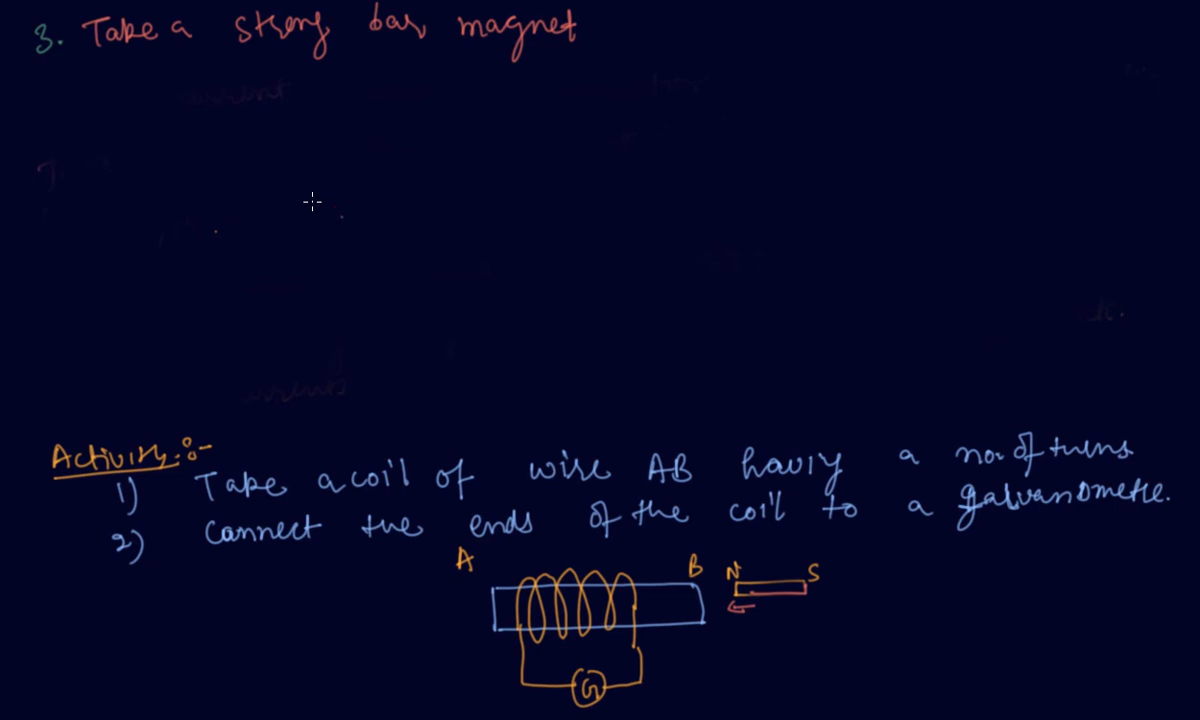 3. Take a strong bar magnet
Activity:-
1) Take a coil of wire AB having a no. of turns
2) Connect the ends of the coil to a galvanometre.
A B N S
G